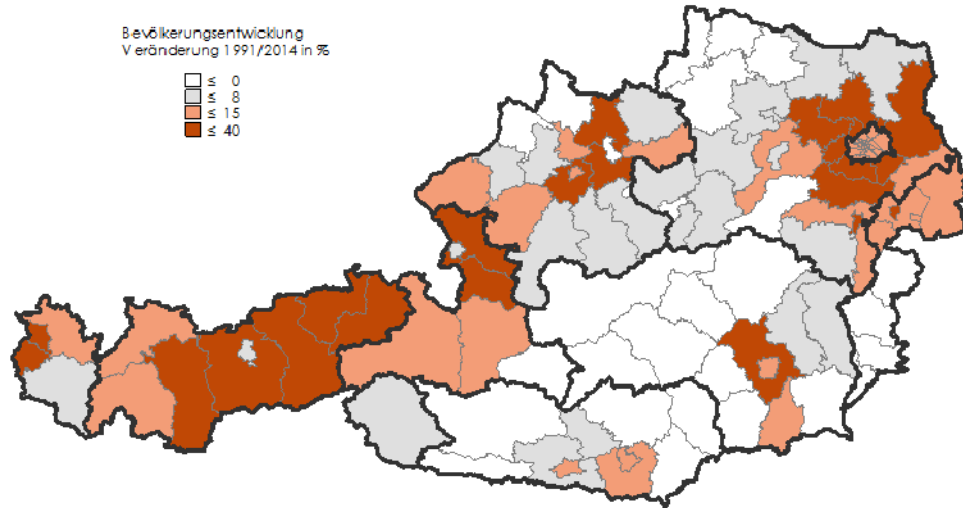 Bevölkerungsentwicklung
Veränderung 1991/2014 in %
≤ 0
≤ 8
≤ 15
≤ 40